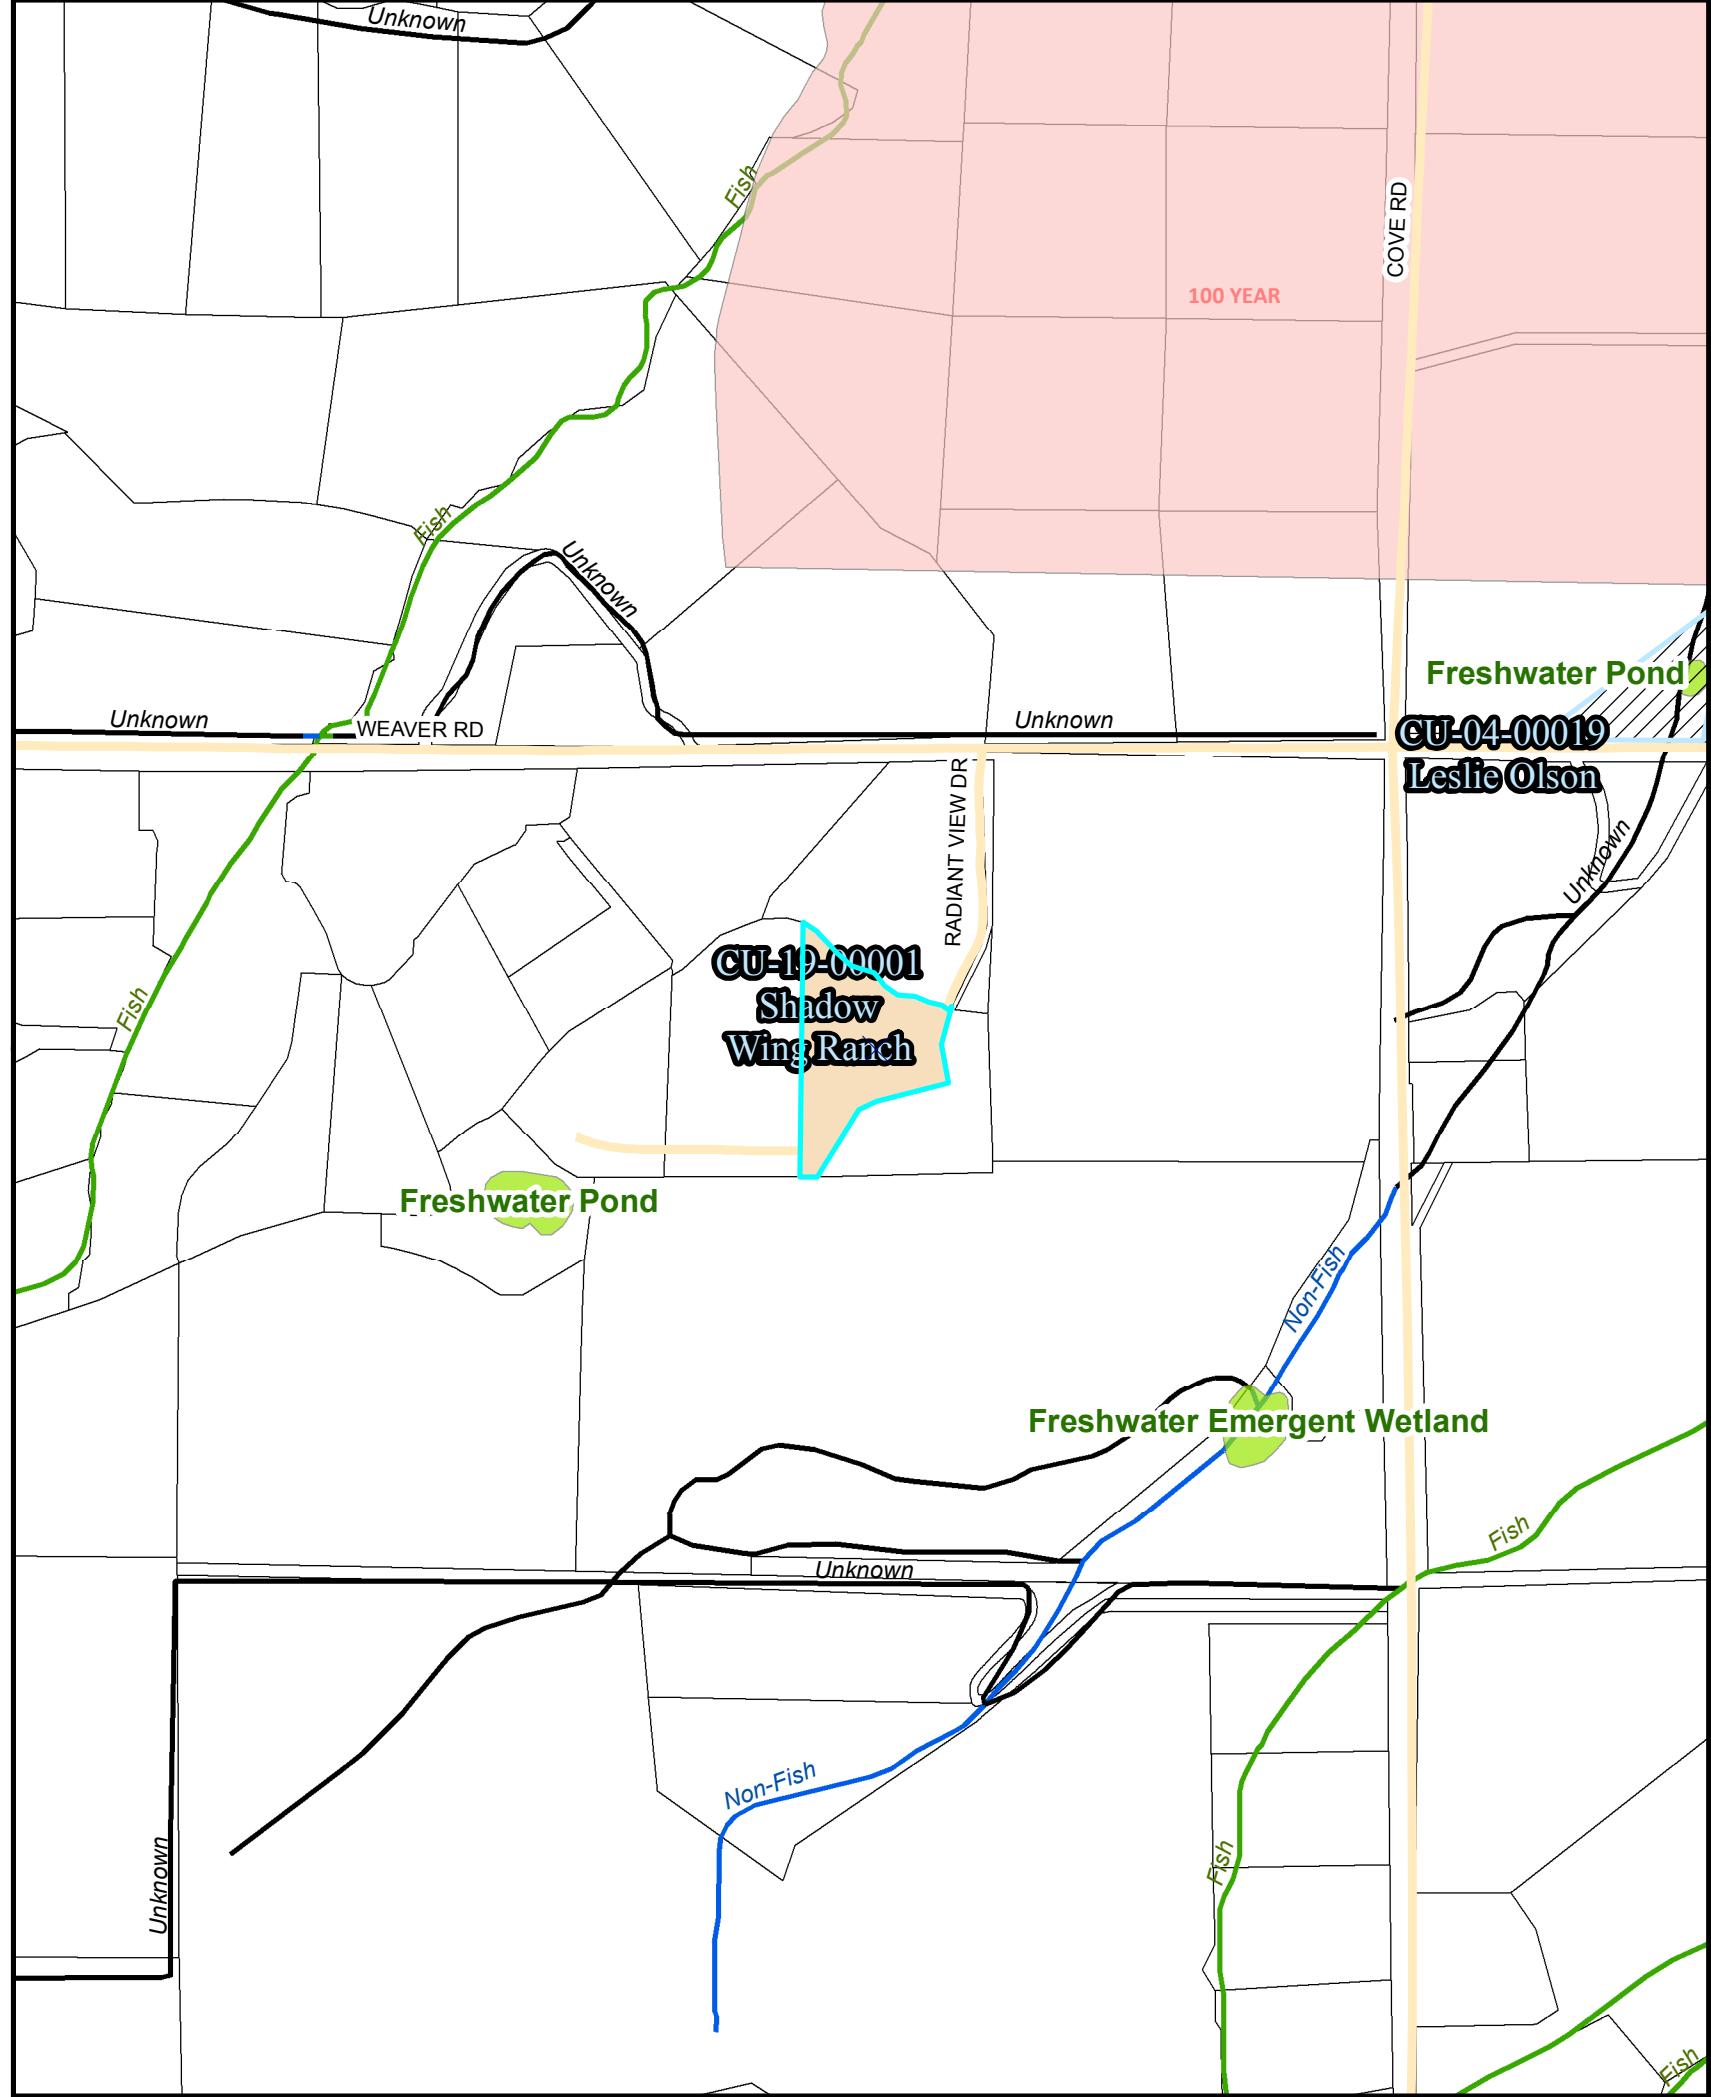 Unknown
Fish
COVE RD
100 YEAR
Fish
Unknown
Freshwater Pond
Unknown
WEAVER RD
Unknown
CU-04-00019
Leslie Olson
RADIANT VIEW DR
Unknown
CU-19-00001
Shadow
Wing Ranch
Fish
Freshwater Pond
Non-Fish
Freshwater Emergent Wetland
Fish
Unknown
Non-Fish
Unknown
Fish
Fish